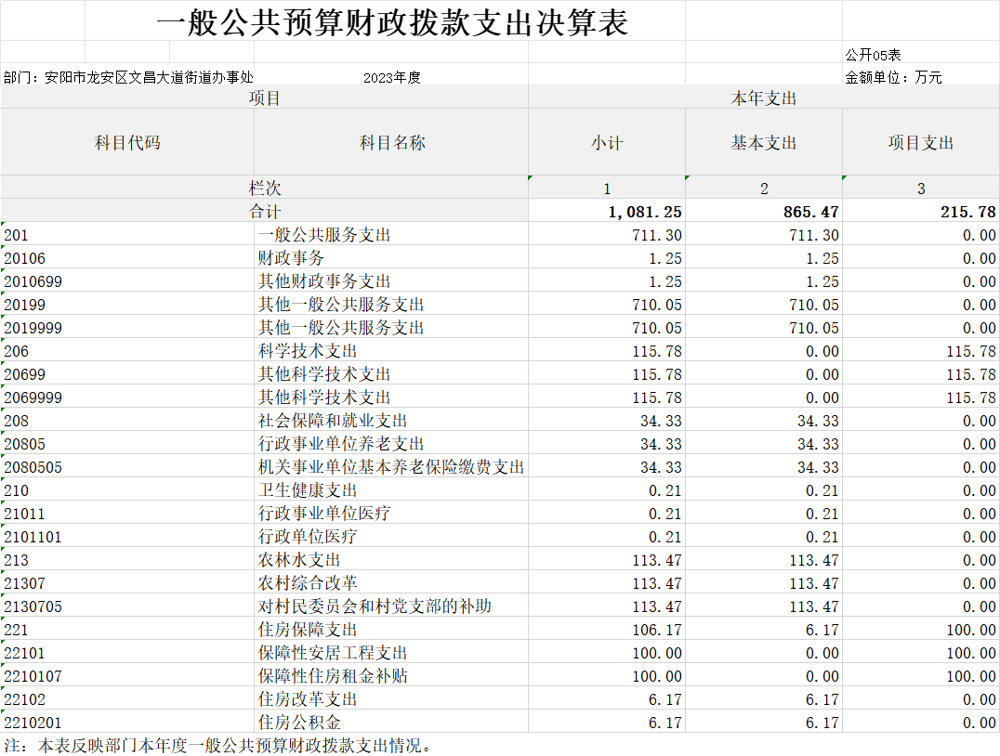 一般公共预算财政拨款支出决算表
公开05表
部门：安阳市龙安区文昌大道街道办事处 2023年度 金额单位：万元
项目 本年支出
科目代码 科目名称 小计 基本支出 项目支出
栏次 1 2 3
合计 1,081.25 865.47 215.78
201 一般公共服务支出 711.30 711.30 0.00
20106 财政事务 1.25 1.25 0.00
2010699 其他财政事务支出 1.25 1.25 0.00
20199 其他一般公共服务支出 710.05 710.05 0.00
2019999 其他一般公共服务支出 710.05 710.05 0.00
206 科学技术支出 115.78 0.00 115.78
20699 其他科学技术支出 115.78 0.00 115.78
2069999 其他科学技术支出 115.78 0.00 115.78
208 社会保障和就业支出 34.33 34.33 0.00
20805 行政事业单位养老支出 34.33 34.33 0.00
2080505 机关事业单位基本养老保险缴费支出 34.33 34.33 0.00
210 卫生健康支出 0.21 0.21 0.00
21011 行政事业单位医疗 0.21 0.21 0.00
2101101 行政单位医疗 0.21 0.21 0.00
213 农林水支出 113.47 113.47 0.00
21307 农村综合改革 113.47 113.47 0.00
2130705 对村民委员会和村党支部的补助 113.47 113.47 0.00
221 住房保障支出 106.17 6.17 100.00
22101 保障性安居工程支出 100.00 0.00 100.00
2210107 保障性住房租金补贴 100.00 0.00 100.00
22102 住房改革支出 6.17 6.17 0.00
2210201 住房公积金 6.17 6.17 0.00
注：本表反映部门本年度一般公共预算财政拨款支出情况。